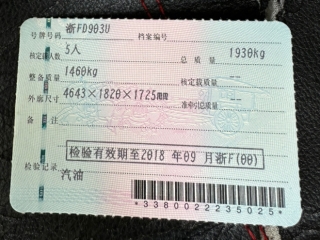 号牌号码 浙FD903U 档案编号
核定载人数 5人 总质量 1930kg
整备质量 1460kg 核定载质量 --
外廓尺寸 4643×1820×1725mm 准牵引总质量 --
备注
检验有效期至2018 年09 月浙F(00)
检验记录
汽油
*3380022235025*